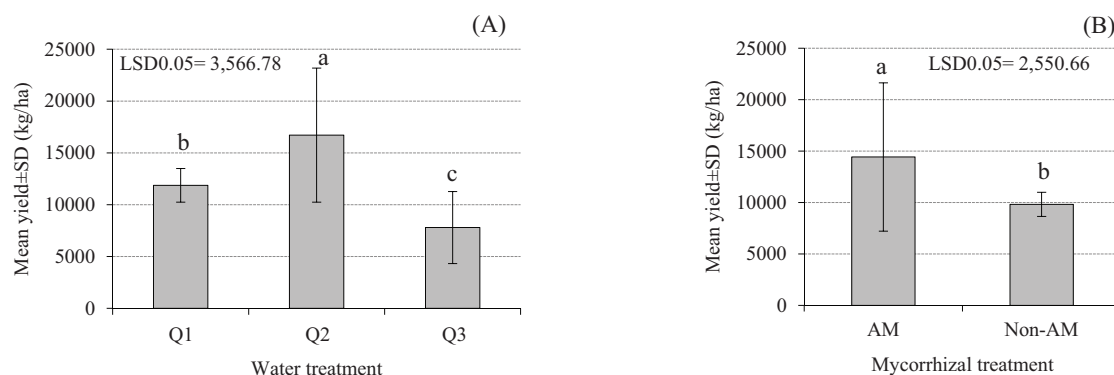 (A)
Mean yield±SD (kg/ha)
25000
20000
15000
10000
5000
0
LSD0.05= 3,566.78
b
a
c
Q1 Q2 Q3
Water treatment
(B)
Mean yield±SD (kg/ha)
25000
20000
15000
10000
5000
0
LSD0.05= 2,550.66
a
b
AM Non-AM
Mycorrhizal treatment